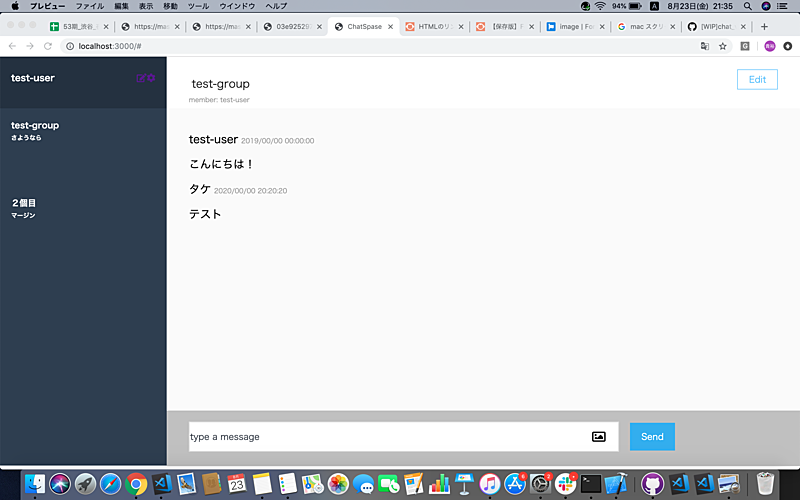 プレビュー ファイル 編集 表示 移動 ツール ウインドウ ヘルプ 94% A 8月23日(金) 21:35
53期_渋谷_ https://mac https://mac 03e92529 ChatSpase HTMLのリン 【保存版】F image | Fo mac スクリ [WIP]chat_
localhost:3000/#
test-user
test-group
さようなら
2個目
マージン
test-group
member: test-user
Edit
test-user 2019/00/00 00:00:00
こんにちは！
タケ 2020/00/00 20:20:20
テスト
type a message
Send
23